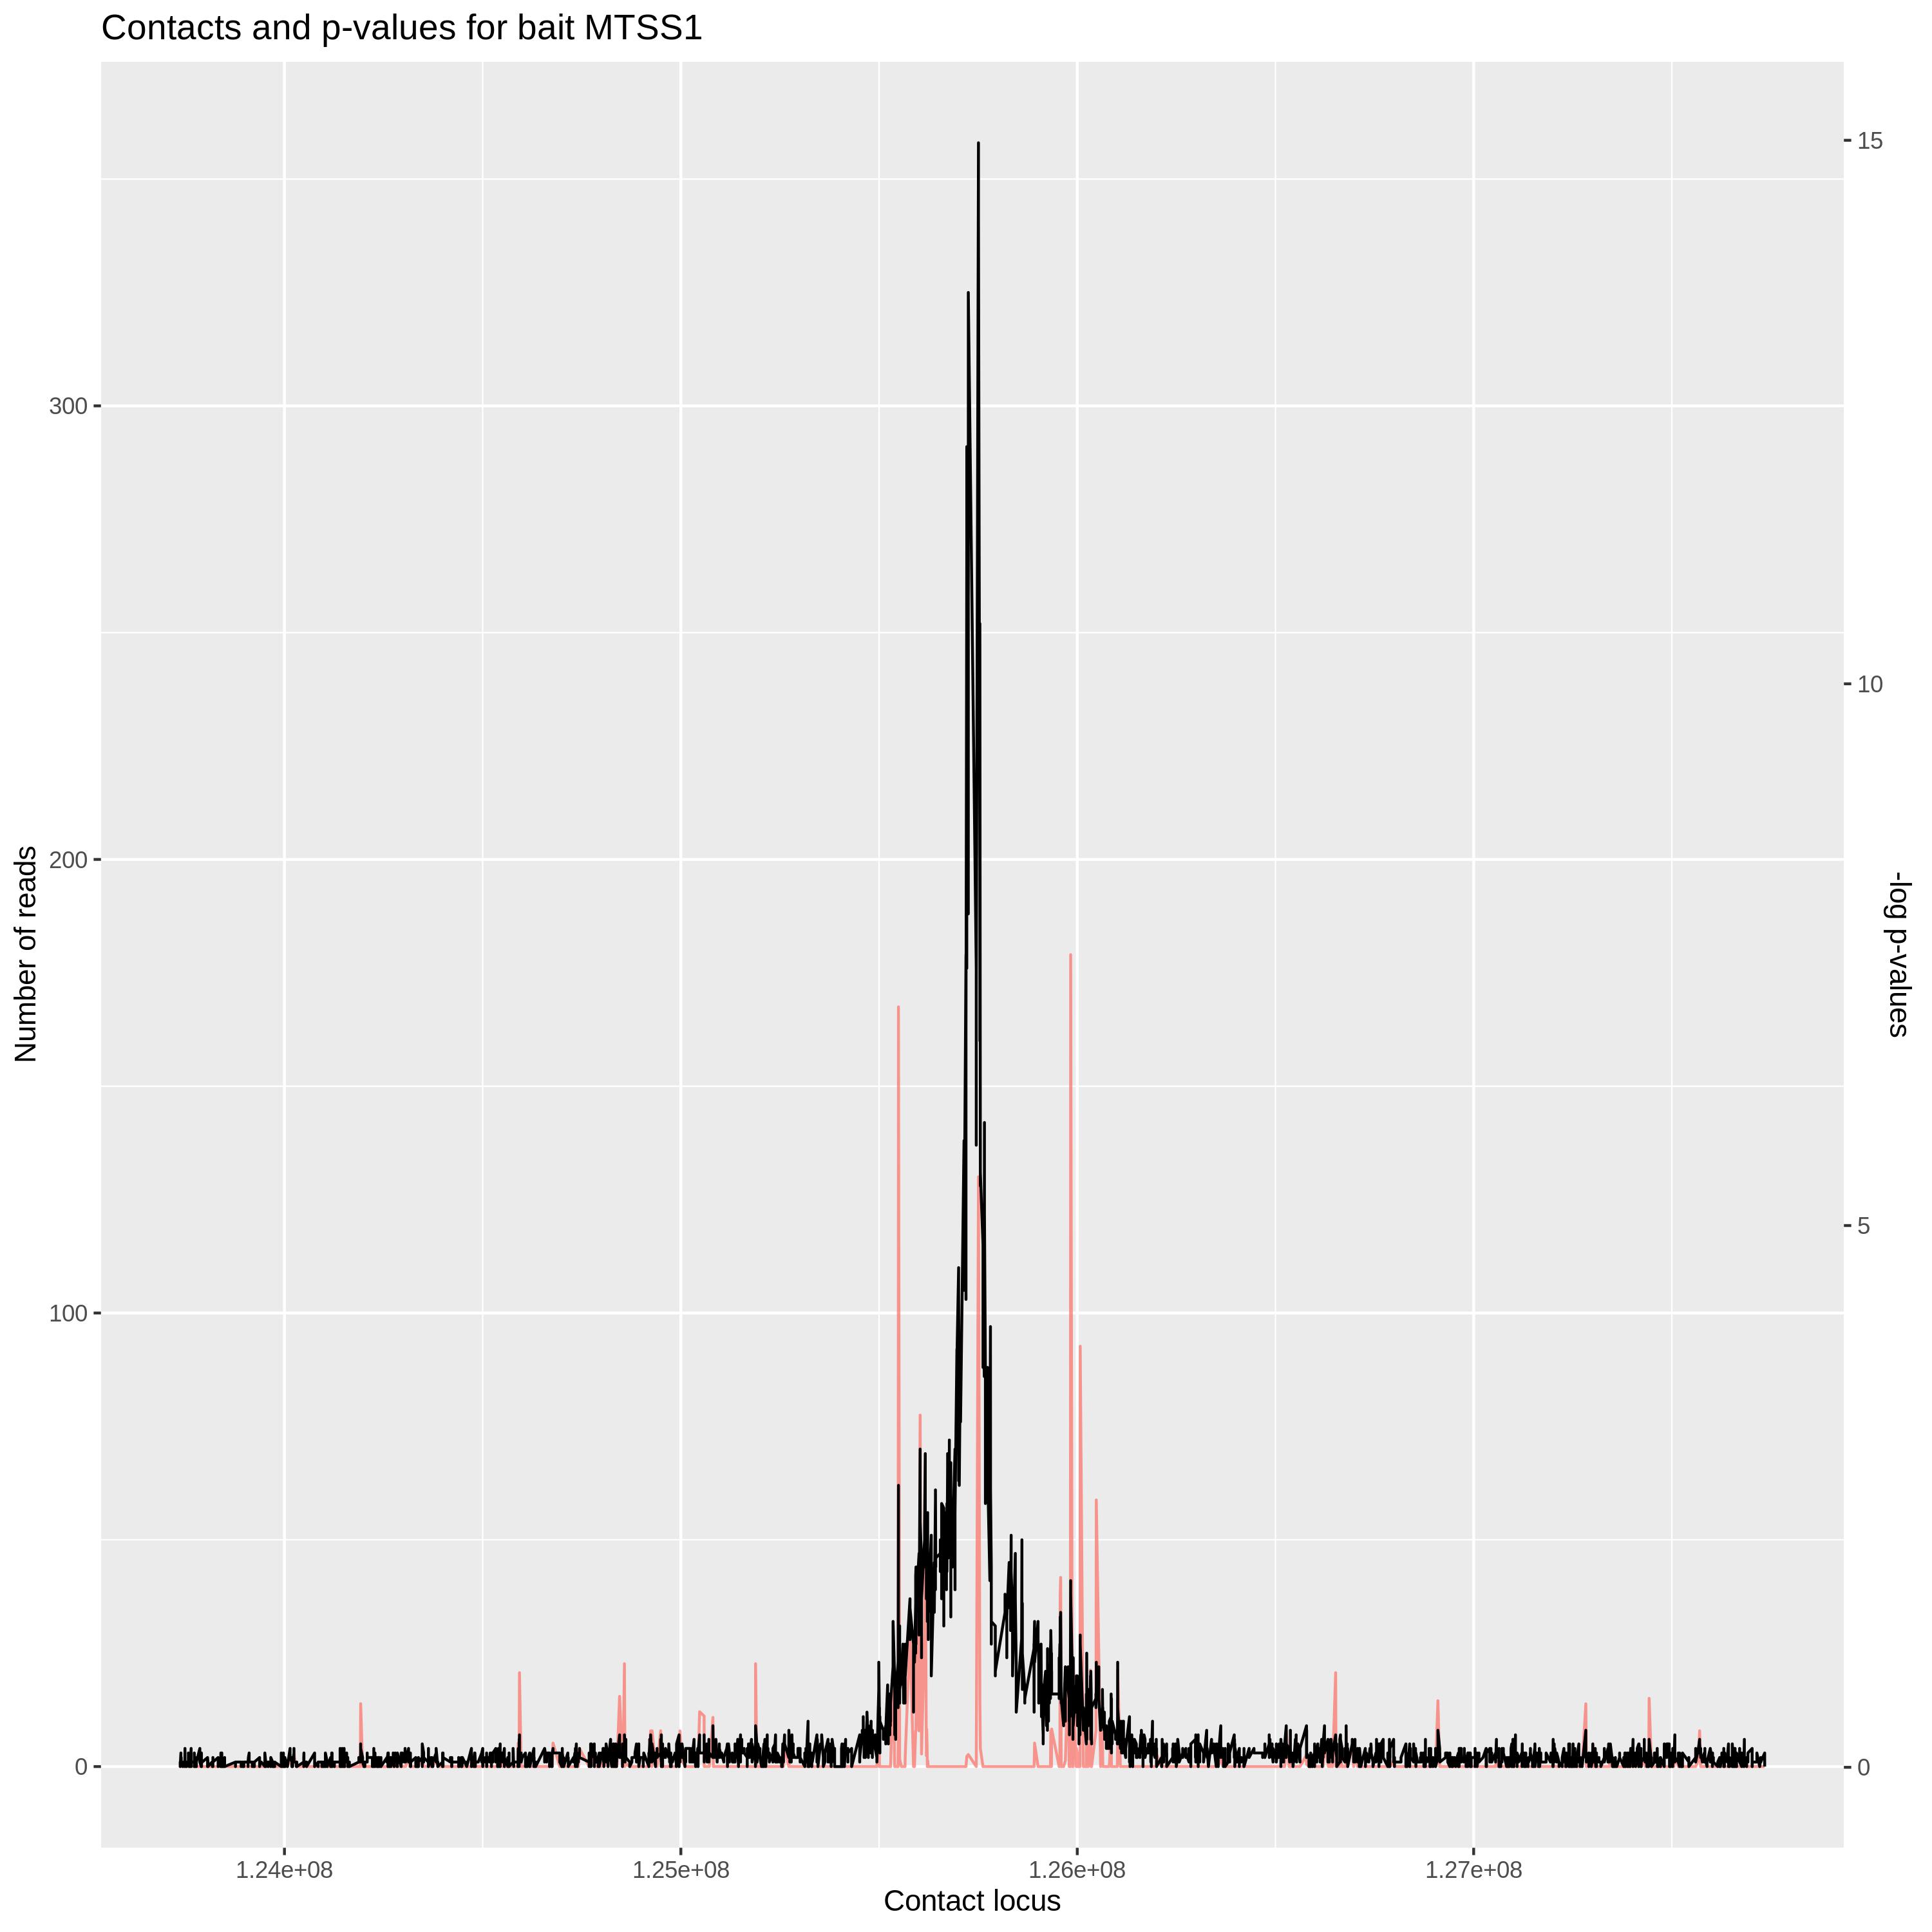 Contacts and p-values for bait MTSS1
Number of reads
300
200
100
0
15
10
5
0
-log p-values
1.24e+08
1.25e+08
1.26e+08
1.27e+08
Contact locus